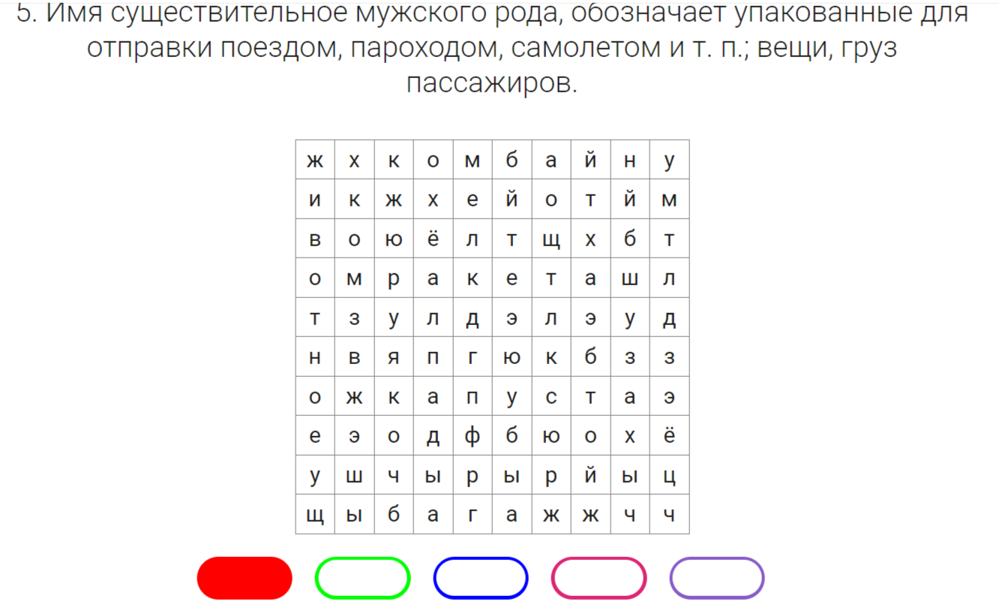 5. Имя существительное мужского рода, обозначает упакованные для
отправки поездом, пароходом, самолетом и т. п.; вещи, груз
пассажиров.
ж х к о м б а й н у
и к ж х е й о т й м
в о ю ё л т щ х б т
о м р а к е т а ш л
т з у л д э л э у д
н в я п г ю к б з з
о ж к а п у с т а э
е э о д ф б ю о х ё
у ш ч ы р ы р й ы ц
щ ы б а г а ж ж ч ч